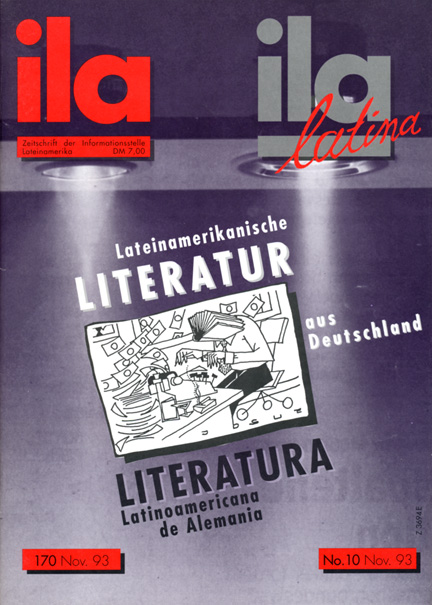 ila
Zeitschrift der Informationsstelle
Lateinamerika DM 7,00
ila
latina
Lateinamerikanische
LITERATUR
aus
Deutschland
LITERATURA
Latinoamericana
de Alemania
170 Nov. 93
No.10 Nov. 93
Z 3694E